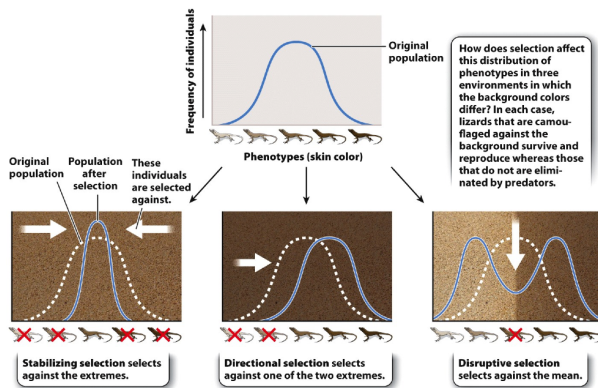 Frequency of individuals
Original
population
Phenotypes (skin color)
How does selection affect
this distribution of
phenotypes in three
environments in which
the background colors
differ? In each case,
lizards that are camou-
flaged against the
background survive and
reproduce whereas those
that do not are elimi-
nated by predators.
Original
population
Population
after
selection
These
individuals
are selected
against.
Stabilizing selection selects
against the extremes.
Directional selection selects
against one of the two extremes.
Disruptive selection
selects against the mean.